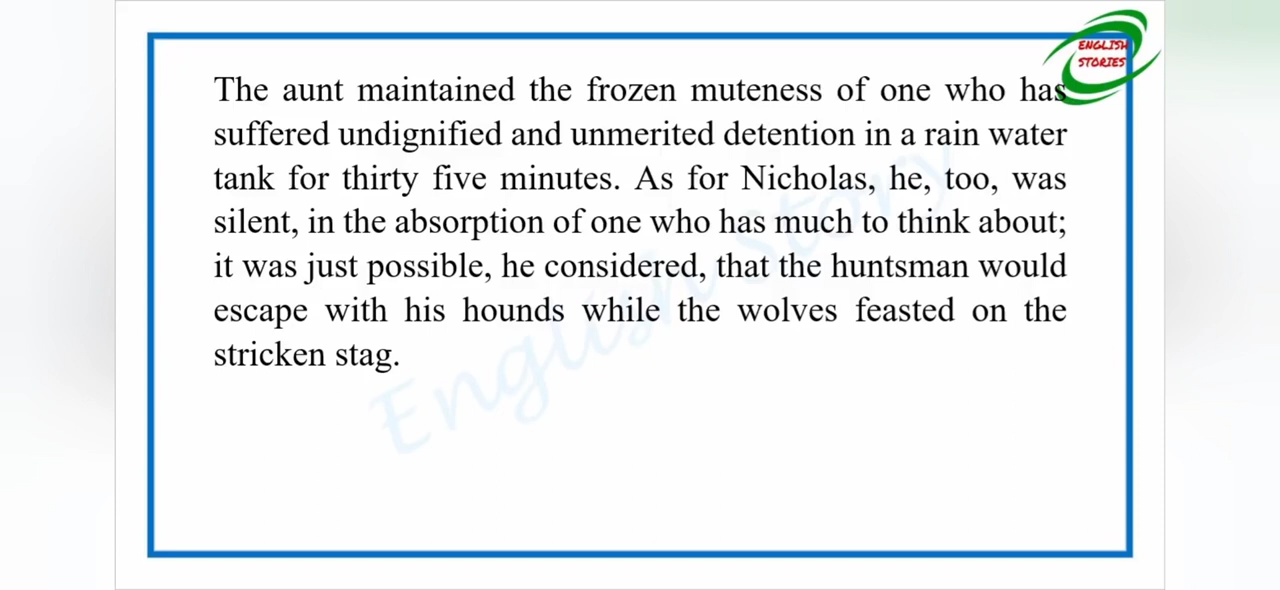 ENGLISH
STORIES
The aunt maintained the frozen muteness of one who has
suffered undignified and unmerited detention in a rain water
tank for thirty five minutes. As for Nicholas, he, too, was
silent, in the absorption of one who has much to think about;
it was just possible, he considered, that the huntsman would
escape with his hounds while the wolves feasted on the
stricken stag.
English Story